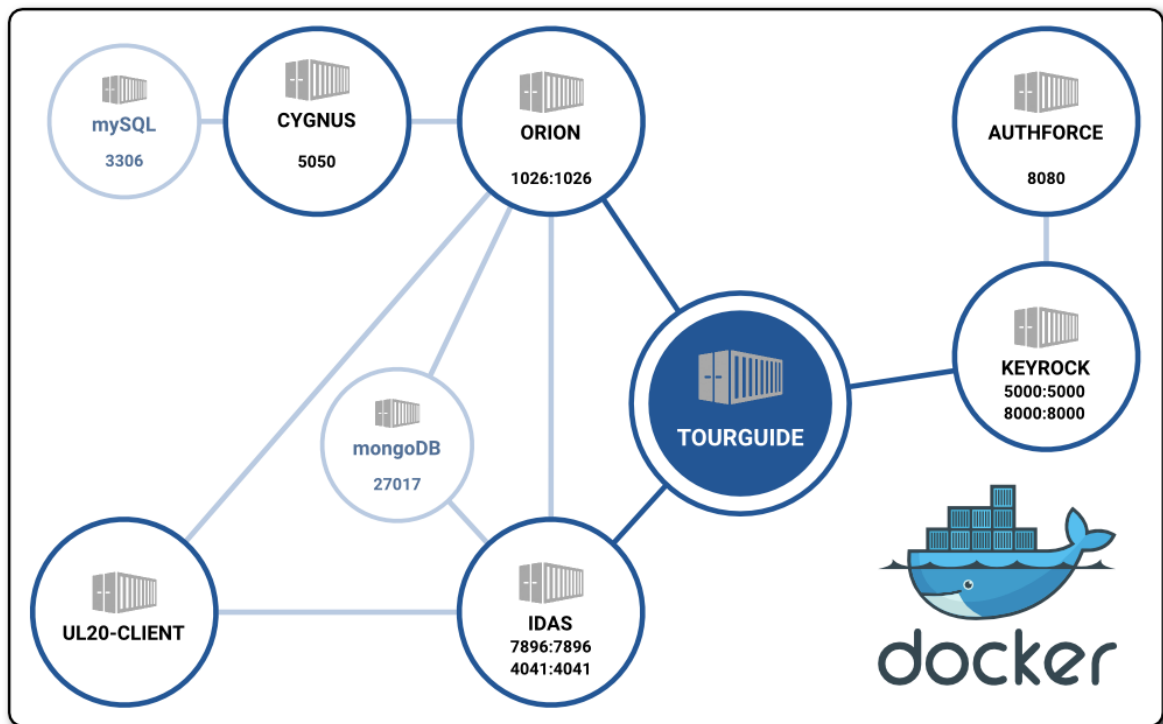 mySQL
3306
CYGNUS
5050
ORION
1026:1026
AUTHFORCE
8080
KEYROCK
5000:5000
8000:8000
TOURGUIDE
mongoDB
27017
UL20-CLIENT
IDAS
7896:7896
4041:4041
docker